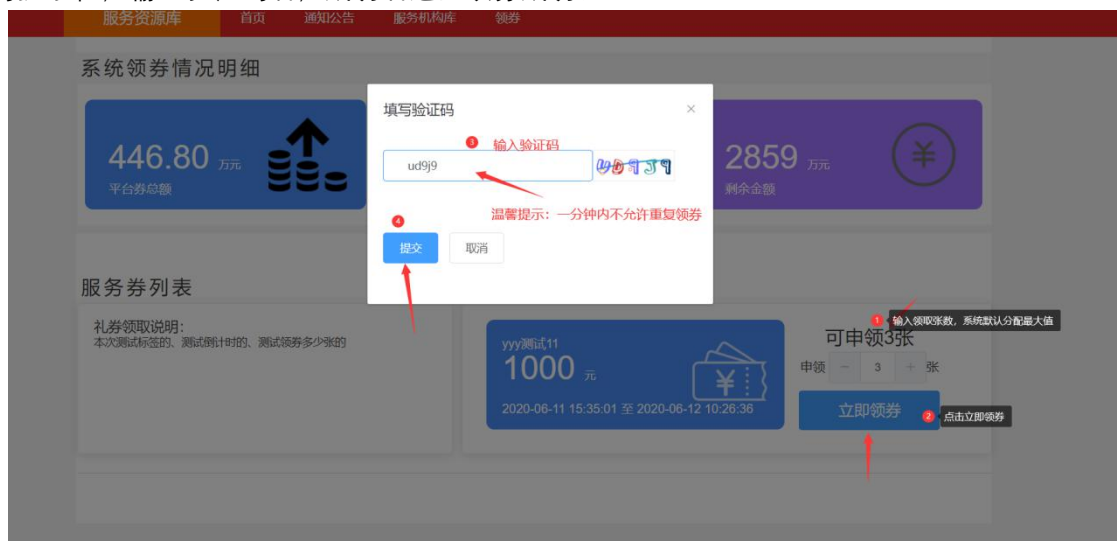 服务资源库 首页 通知公告 服务机构库 领券
系统领券情况明细
446.80 万元
平台券总额
填写验证码 ×
3 输入验证码
ud9j9
温馨提示：一分钟内不允许重复领券
4
提交 取消
2859 万元
剩余金额
服务券列表
礼券领取说明：
本次测试标签的、测试倒计时的、测试领券多少张的
yyy测试11
1000 元
2020-06-11 15:35:01 至 2020-06-12 10:26:36
1 输入领取张数，系统默认分配最大值
可申领3张
申领 - 3 + 张
立即领券
2 点击立即领券